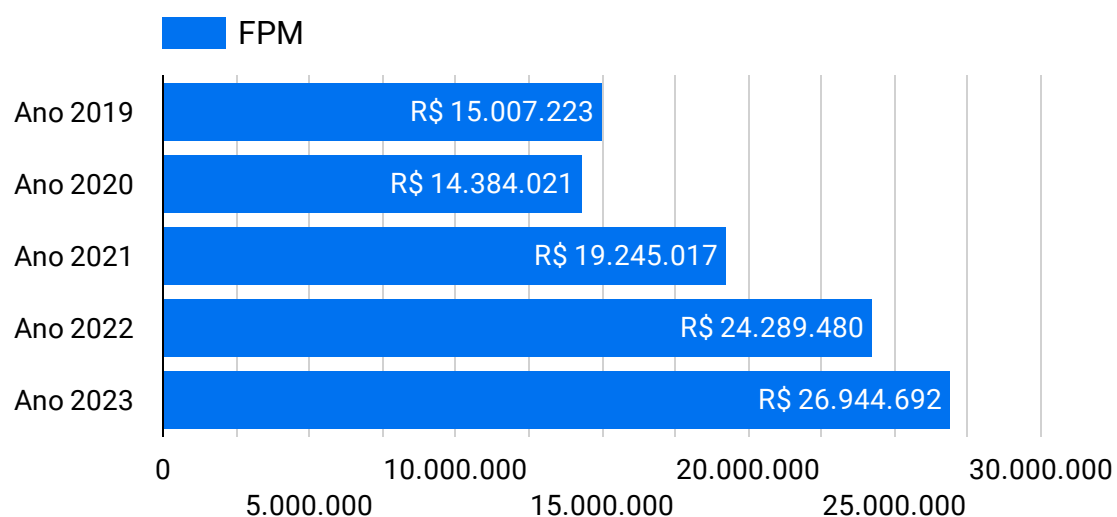 FPM
Ano 2019 R$ 15.007.223
Ano 2020 R$ 14.384.021
Ano 2021 R$ 19.245.017
Ano 2022 R$ 24.289.480
Ano 2023 R$ 26.944.692
0 10.000.000 20.000.000 30.000.000
5.000.000 15.000.000 25.000.000